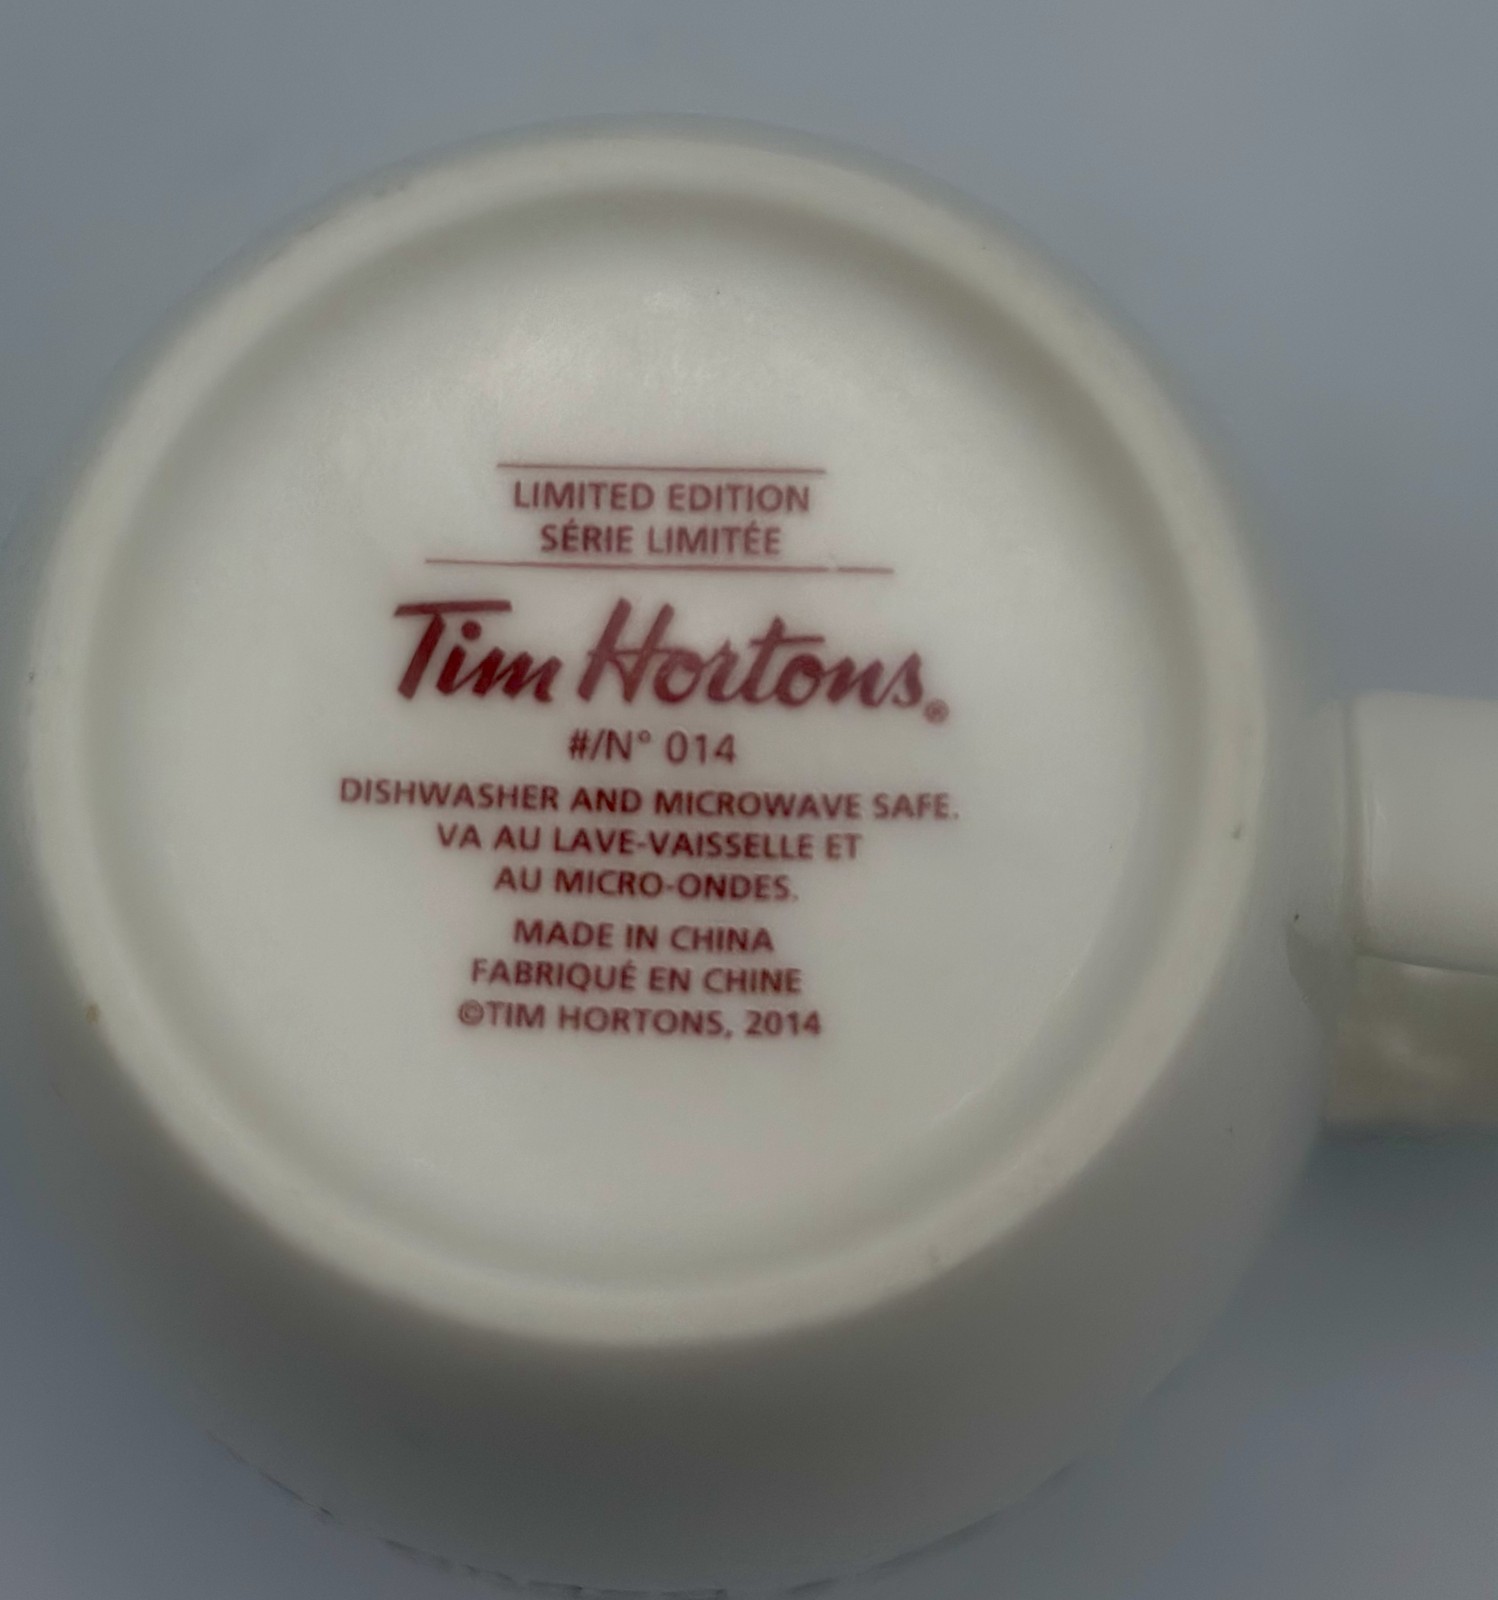 LIMITED EDITION
SÉRIE LIMITÉE
Tim Hortons®
#/N° 014
DISHWASHER AND MICROWAVE SAFE.
VA AU LAVE-VAISSELLE ET
AU MICRO-ONDES.
MADE IN CHINA
FABRIQUÉ EN CHINE
©TIM HORTONS, 2014